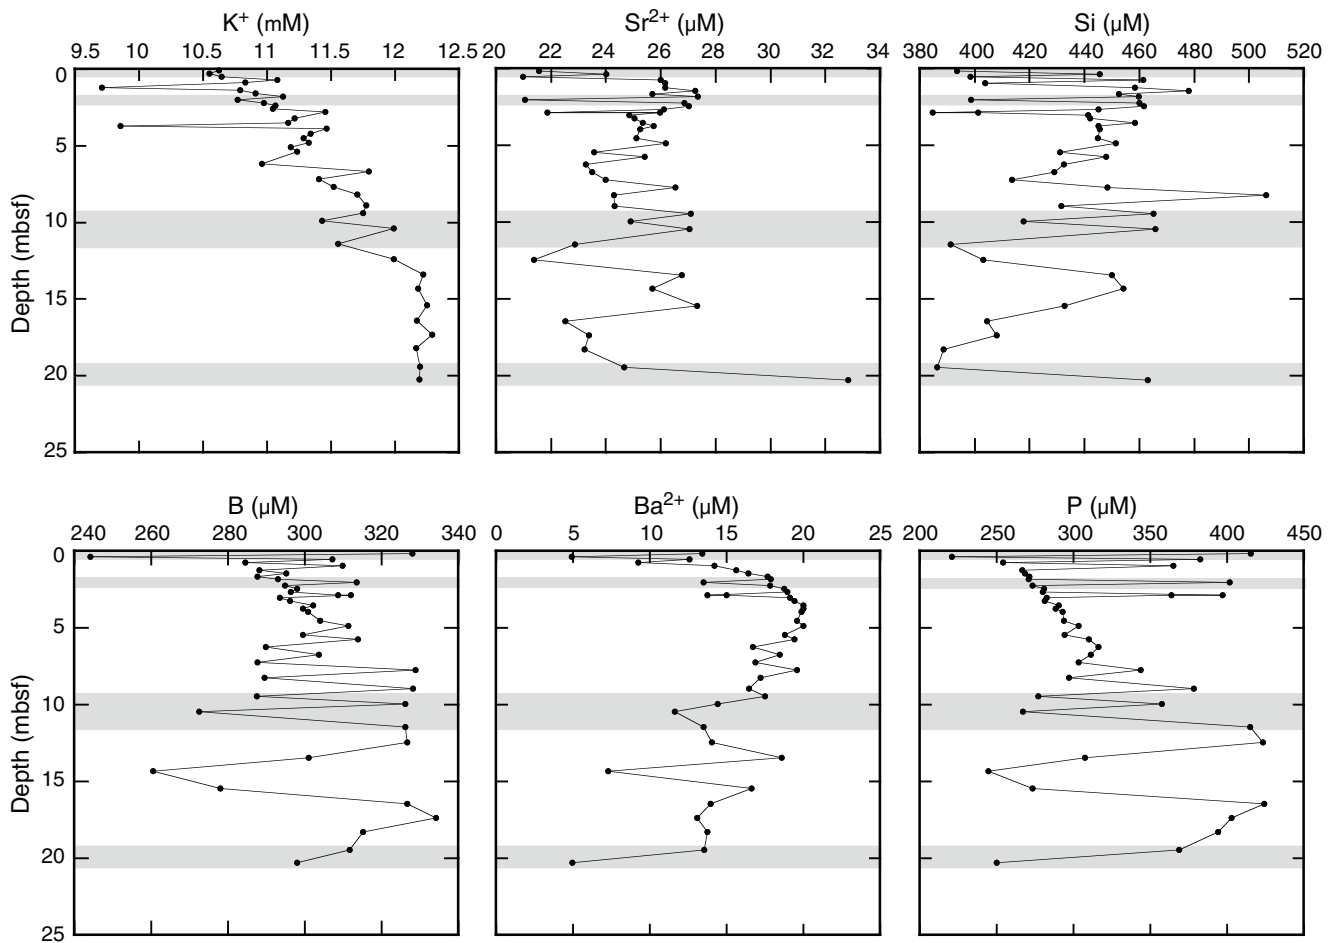 K+ (mM)
Sr2+ (µM)
Si (µM)
9.5 10 10.5 11 11.5 12 12.5
20 22 24 26 28 30 32 34
380 400 420 440 460 480 500 520
0
5
10
15
20
25
Depth (mbsf)
B (µM)
Ba2+ (µM)
P (µM)
240 260 280 300 320 340
0 5 10 15 20 25
200 250 300 350 400 450
0
5
10
15
20
25
Depth (mbsf)